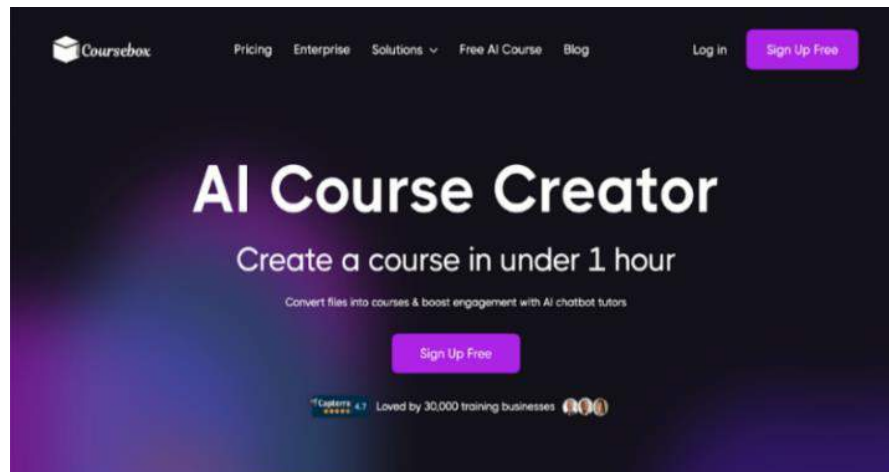 Coursebox Pricing Enterprise Solutions Free AI Course Blog Log in Sign Up Free
AI Course Creator
Create a course in under 1 hour
Convert files into courses & boost engagement with AI chatbot tutors
Sign Up Free
Capterra 4.7 Loved by 30,000 training businesses